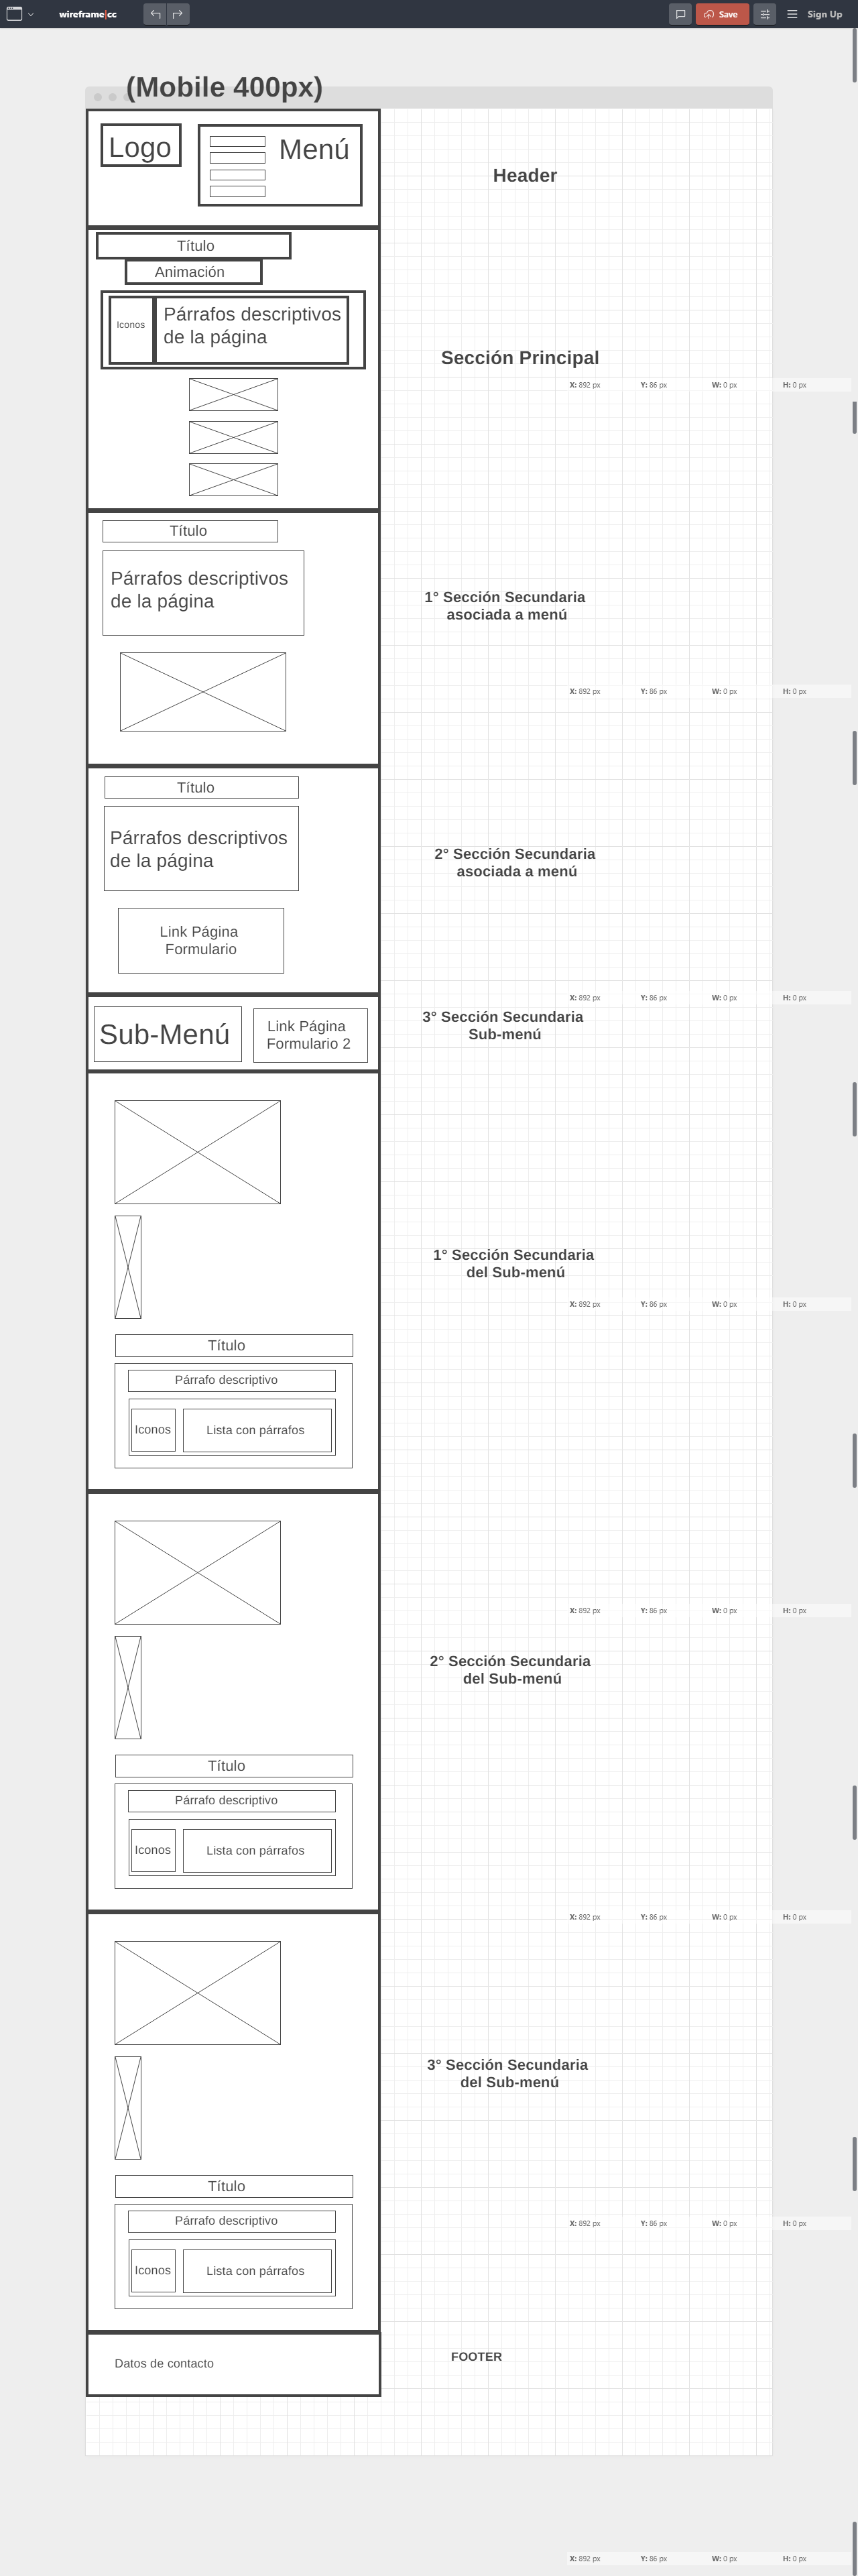 wireframe|cc
Save
Sign Up
(Mobile 400px)
Logo
Menú
Header
Título
Animación
Iconos
Párrafos descriptivos
de la página
Sección Principal
X: 892 px Y: 86 px W: 0 px H: 0 px
Título
Párrafos descriptivos
de la página
1° Sección Secundaria
asociada a menú
X: 892 px Y: 86 px W: 0 px H: 0 px
Título
Párrafos descriptivos
de la página
2° Sección Secundaria
asociada a menú
Link Página
Formulario
X: 892 px Y: 86 px W: 0 px H: 0 px
Sub-Menú
Link Página
Formulario 2
3° Sección Secundaria
Sub-menú
1° Sección Secundaria
del Sub-menú
X: 892 px Y: 86 px W: 0 px H: 0 px
Título
Párrafo descriptivo
Iconos
Lista con párrafos
X: 892 px Y: 86 px W: 0 px H: 0 px
2° Sección Secundaria
del Sub-menú
Título
Párrafo descriptivo
Iconos
Lista con párrafos
X: 892 px Y: 86 px W: 0 px H: 0 px
3° Sección Secundaria
del Sub-menú
Título
Párrafo descriptivo
X: 892 px Y: 86 px W: 0 px H: 0 px
Iconos
Lista con párrafos
Datos de contacto
FOOTER
X: 892 px Y: 86 px W: 0 px H: 0 px